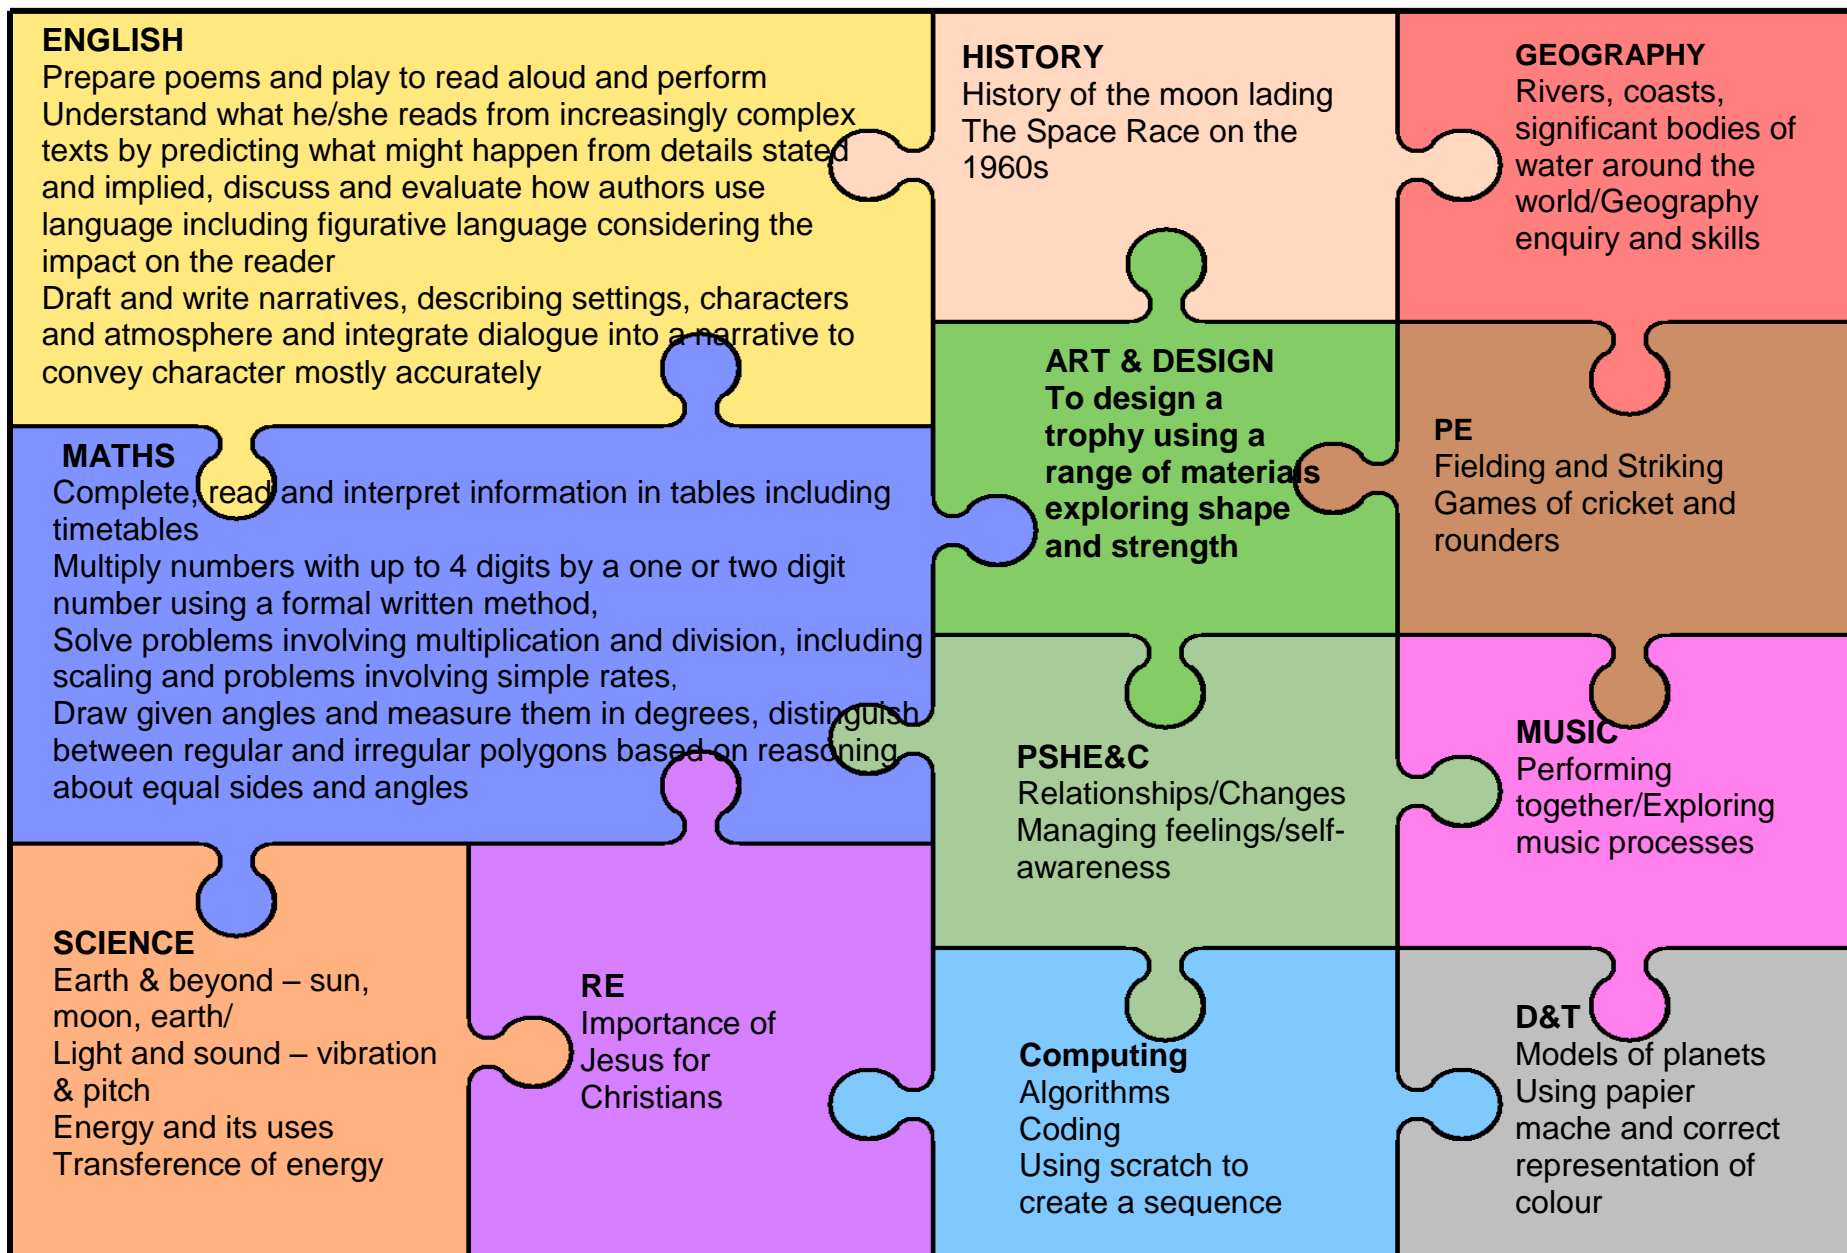 ENGLISH
Prepare poems and play to read aloud and perform
Understand what he/she reads from increasingly complex
texts by predicting what might happen from details stated
and implied, discuss and evaluate how authors use
language including figurative language considering the
impact on the reader
Draft and write narratives, describing settings, characters
and atmosphere and integrate dialogue into a narrative to
convey character mostly accurately
HISTORY
History of the moon lading
The Space Race on the
1960s
GEOGRAPHY
Rivers, coasts,
significant bodies of
water around the
world/Geography
enquiry and skills
MATHS
Complete, read and interpret information in tables including
timetables
Multiply numbers with up to 4 digits by a one or two digit
number using a formal written method,
Solve problems involving multiplication and division, including
scaling and problems involving simple rates,
Draw given angles and measure them in degrees, distinguish
between regular and irregular polygons based on reasoning
about equal sides and angles
ART & DESIGN
To design a
trophy using a
range of materials
exploring shape
and strength
PE
Fielding and Striking
Games of cricket and
rounders
PSHE&C
Relationships/Changes
Managing feelings/self-
awareness
MUSIC
Performing
together/Exploring
music processes
SCIENCE
Earth & beyond – sun,
moon, earth/
Light and sound – vibration
& pitch
Energy and its uses
Transference of energy
RE
Importance of
Jesus for
Christians
Computing
Algorithms
Coding
Using scratch to
create a sequence
D&T
Models of planets
Using papier
mache and correct
representation of
colour